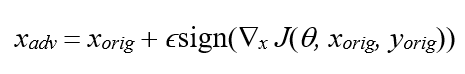 x_adv = x_orig + ϵsign(∇_x J(θ, x_orig, y_orig))